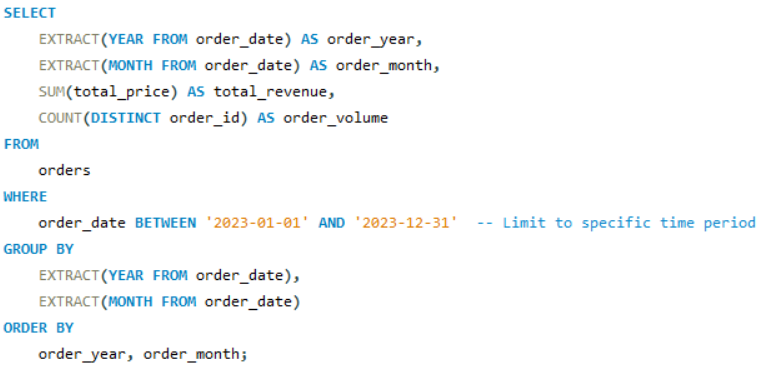 SELECT
    EXTRACT(YEAR FROM order_date) AS order_year,
    EXTRACT(MONTH FROM order_date) AS order_month,
    SUM(total_price) AS total_revenue,
    COUNT(DISTINCT order_id) AS order_volume
FROM
    orders
WHERE
    order_date BETWEEN '2023-01-01' AND '2023-12-31'  -- Limit to specific time period
GROUP BY
    EXTRACT(YEAR FROM order_date),
    EXTRACT(MONTH FROM order_date)
ORDER BY
    order_year, order_month;